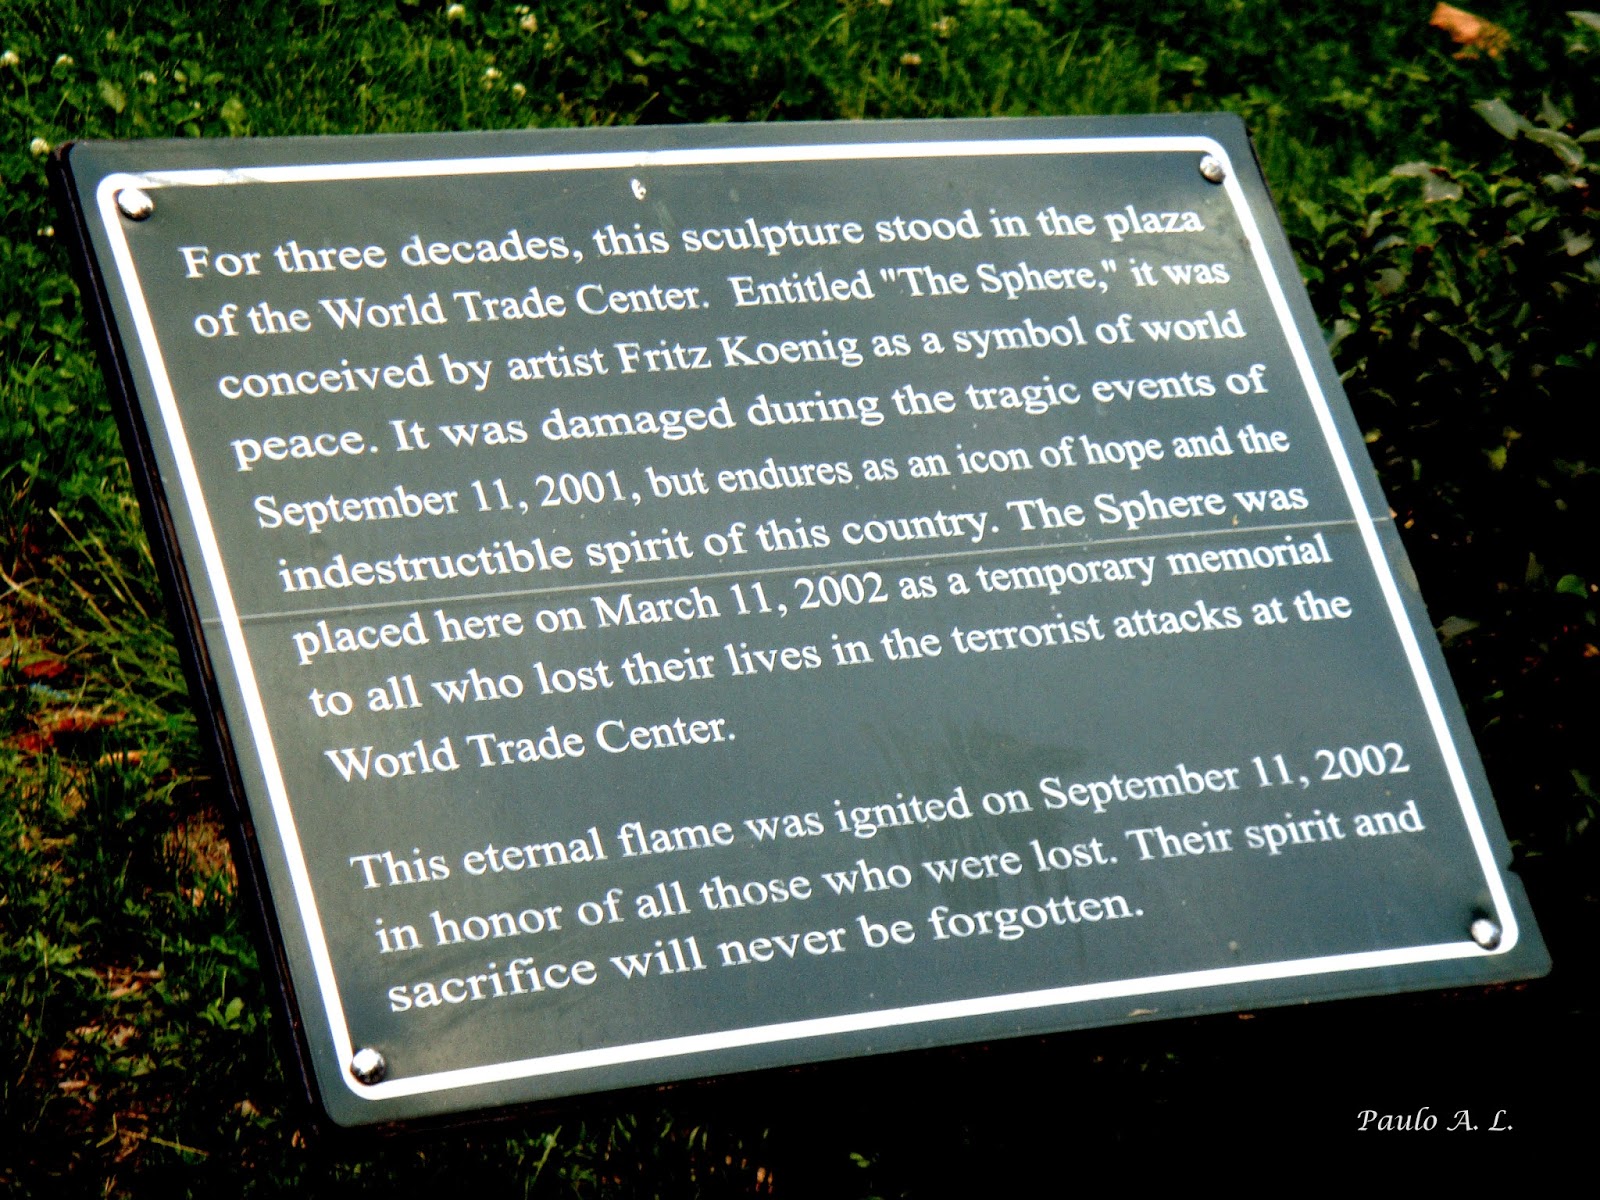 For three decades, this sculpture stood in the plaza
of the World Trade Center. Entitled "The Sphere," it was
conceived by artist Fritz Koenig as a symbol of world
peace. It was damaged during the tragic events of
September 11, 2001, but endures as an icon of hope and the
indestructible spirit of this country. The Sphere was
placed here on March 11, 2002 as a temporary memorial
to all who lost their lives in the terrorist attacks at the
World Trade Center.
This eternal flame was ignited on September 11, 2002
in honor of all those who were lost. Their spirit and
sacrifice will never be forgotten.
Paulo A. L.